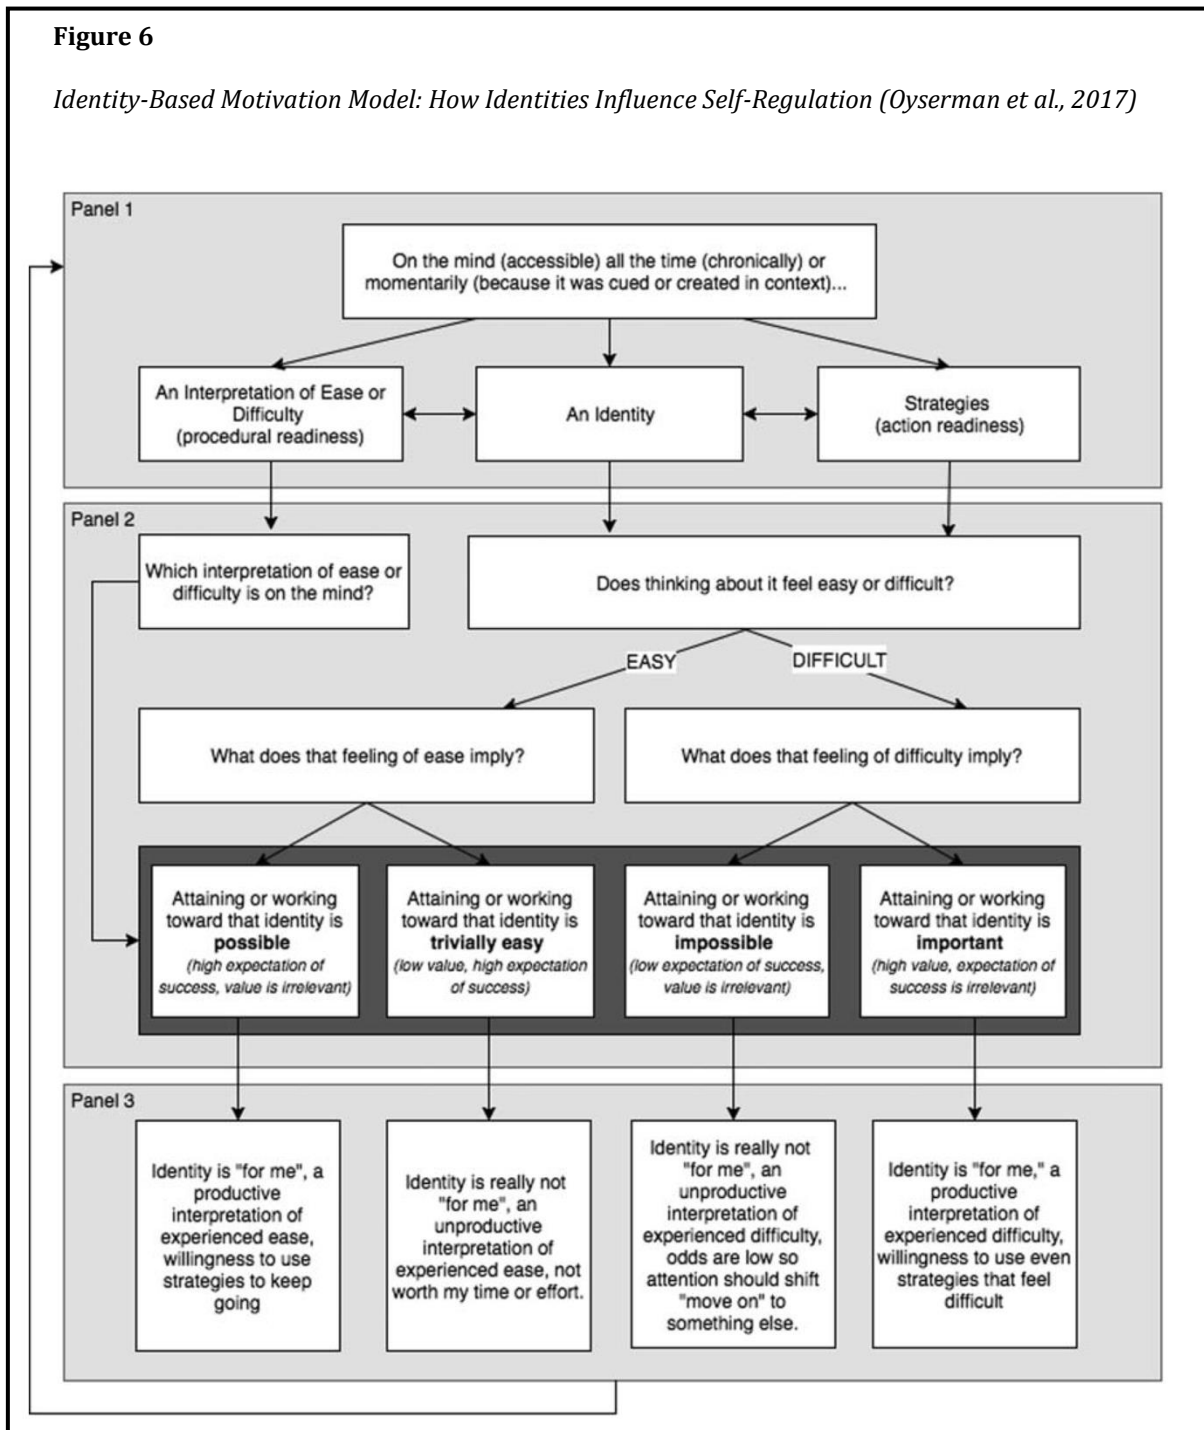 Figure 6
Identity-Based Motivation Model: How Identities Influence Self-Regulation (Oyserman et al., 2017)
Panel 1
On the mind (accessible) all the time (chronically) or
momentarily (because it was cued or created in context)...
An Interpretation of Ease or
Difficulty
(procedural readiness)
An Identity
Strategies
(action readiness)
Panel 2
Which interpretation of ease or
difficulty is on the mind?
Does thinking about it feel easy or difficult?
EASY
DIFFICULT
What does that feeling of ease imply?
What does that feeling of difficulty imply?
Attaining or working
toward that identity is
possible
(high expectation of
success, value is irrelevant)
Attaining or working
toward that identity is
trivially easy
(low value, high expectation
of success)
Attaining or working
toward that identity is
impossible
(low expectation of success,
value is irrelevant)
Attaining or working
toward that identity is
important
(high value, expectation of
success is irrelevant)
Panel 3
Identity is "for me", a
productive
interpretation of
experienced ease,
willingness to use
strategies to keep
going
Identity is really not
"for me", an
unproductive
interpretation of
experienced ease, not
worth my time or effort.
Identity is really not
"for me", an
unproductive
interpretation of
experienced difficulty,
odds are low so
attention should shift
"move on" to
something else.
Identity is "for me," a
productive
interpretation of
experienced difficulty,
willingness to use even
strategies that feel
difficult